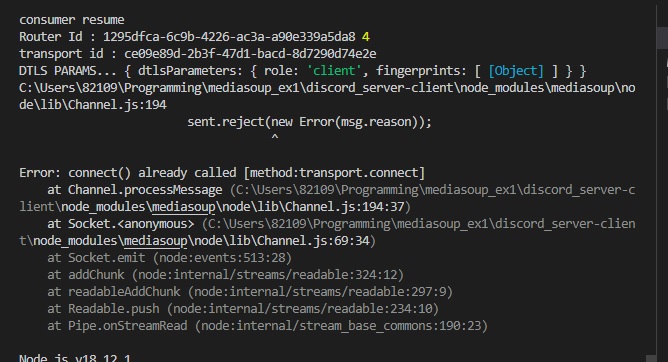 consumer resume
Router Id : 1295dfca-6c9b-4226-ac3a-a90e339a5da8 4
transport id : ce09e89d-2b3f-47d1-bacd-8d7290d74e2e
DTLS PARAMS... { dtlsParameters: { role: 'client', fingerprints: [ [Object] ] } }
C:\Users\82109\Programming\mediasoup_ex1\discord_server-client\node_modules\mediasoup\no
de\lib\Channel.js:194
sent.reject(new Error(msg.reason));
^
Error: connect() already called [method:transport.connect]
at Channel.processMessage (C:\Users\82109\Programming\mediasoup_ex1\discord_server-c
lient\node_modules\mediasoup\node\lib\Channel.js:194:37)
at Socket.<anonymous> (C:\Users\82109\Programming\mediasoup_ex1\discord_server-clien
t\node_modules\mediasoup\node\lib\Channel.js:69:34)
at Socket.emit (node:events:513:28)
at addChunk (node:internal/streams/readable:324:12)
at readableAddChunk (node:internal/streams/readable:297:9)
at Readable.push (node:internal/streams/readable:234:10)
at Pipe.onStreamRead (node:internal/stream_base_commons:190:23)
Node.js v18.12.1